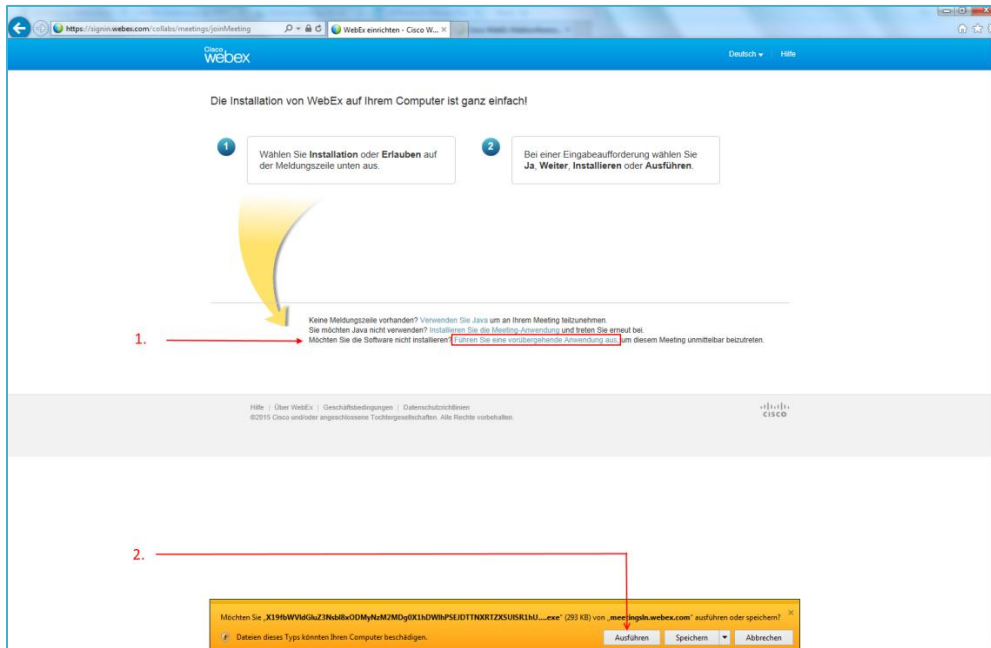 https://signin.webex.com/collabs/meetings/joinMeeting
WebEx einrichten - Cisco W...
Cisco
webex
Deutsch
Hilfe
Die Installation von WebEx auf Ihrem Computer ist ganz einfach!
1
Wählen Sie Installation oder Erlauben auf
der Meldungszeile unten aus.
2
Bei einer Eingabeaufforderung wählen Sie
Ja, Weiter, Installieren oder Ausführen.
Keine Meldungszeile vorhanden? Verwenden Sie Java um an Ihrem Meeting teilzunehmen.
Sie möchten Java nicht verwenden? Installieren Sie die Meeting-Anwendung und treten Sie erneut bei.
1.
Möchten Sie die Software nicht installieren? Führen Sie eine vorübergehende Anwendung aus, um diesem Meeting unmittelbar beizutreten.
Hilfe | Über WebEx | Geschäftsbedingungen | Datenschutzrichtlinien
©2015 Cisco und/oder angeschlossene Tochtergesellschaften. Alle Rechte vorbehalten.
CISCO
2.
Möchten Sie „ (293 KB) von „meetingsin.webex.com" ausführen oder speichern?
Dateien dieses Typs könnten Ihren Computer beschädigen.
Ausführen
Speichern
Abbrechen